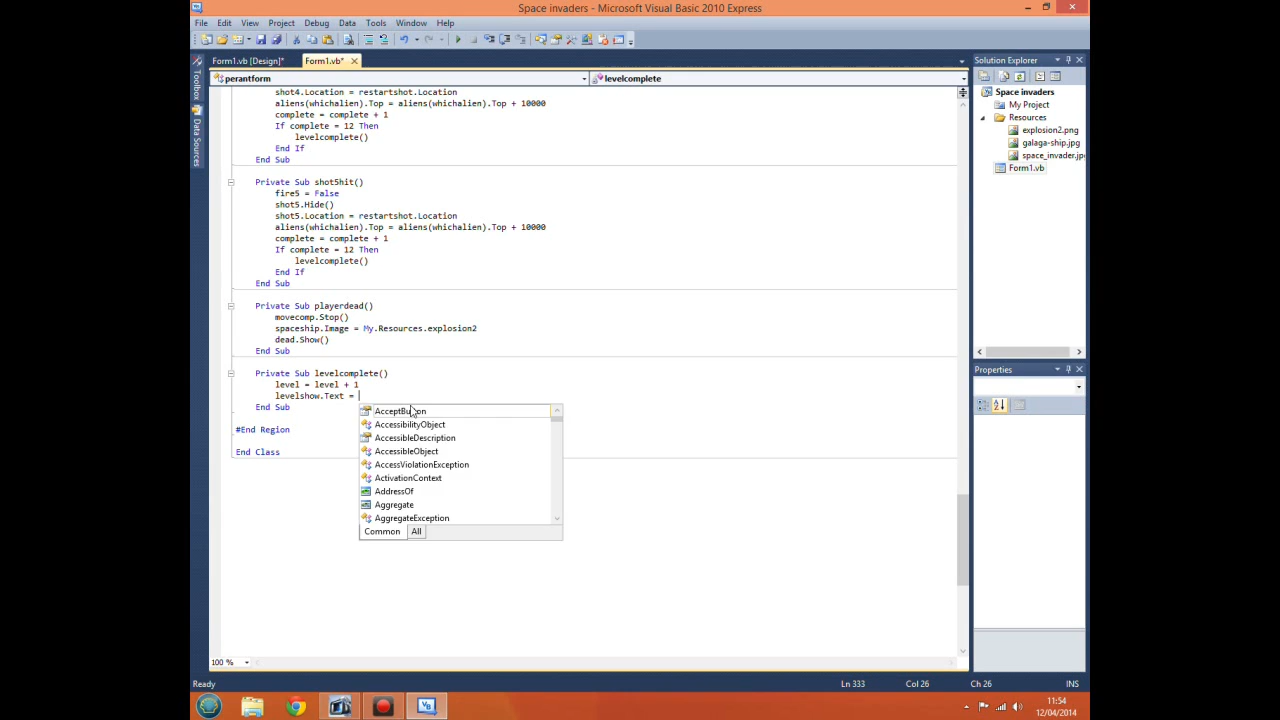 Space invaders - Microsoft Visual Basic 2010 Express
File Edit View Project Debug Data Tools Window Help
Form1.vb [Design]* Form1.vb*
perantform levelcomplete
Toolbox
Data Sources
shot4.Location = restartshot.Location
aliens(whichalien).Top = aliens(whichalien).Top + 10000
complete = complete + 1
If complete = 12 Then
levelcomplete()
End If
End Sub
Private Sub shot5hit()
fire5 = False
shot5.Hide()
shot5.Location = restartshot.Location
aliens(whichalien).Top = aliens(whichalien).Top + 10000
complete = complete + 1
If complete = 12 Then
levelcomplete()
End If
End Sub
Private Sub playerdead()
movecomp.Stop()
spaceship.Image = My.Resources.explosion2
dead.Show()
End Sub
Private Sub levelcomplete()
level = level + 1
levelshow.Text =
End Sub
#End Region
End Class
AcceptButton
AccessibilityObject
AccessibleDescription
AccessibleObject
AccessViolationException
ActivationContext
AddressOf
Aggregate
AggregateException
Common All
Solution Explorer
Space invaders
My Project
Resources
explosion2.png
galaga-ship.jpg
space_invader.jpg
Form1.vb
Properties
100 %
Ready Ln 333 Col 26 Ch 26 INS
11:54
12/04/2014